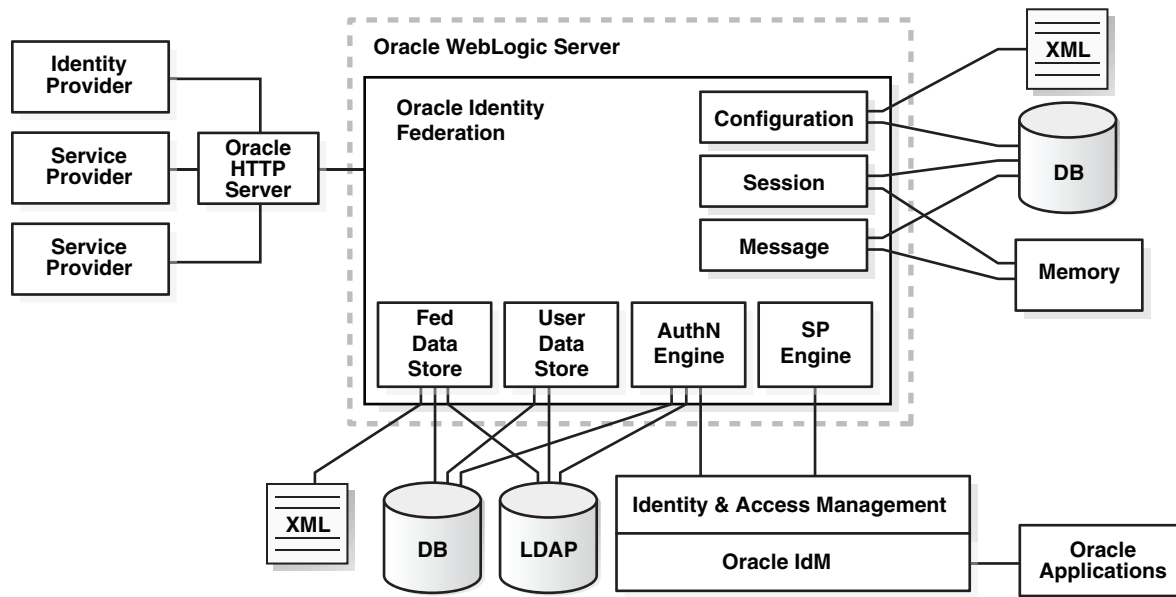 Oracle WebLogic Server
Identity
Provider
Service
Provider
Service
Provider
Oracle
HTTP
Server
Oracle Identity
Federation
Configuration
Session
Message
XML
DB
Memory
Fed
Data
Store
User
Data
Store
AuthN
Engine
SP
Engine
XML
DB
LDAP
Identity & Access Management
Oracle IdM
Oracle
Applications